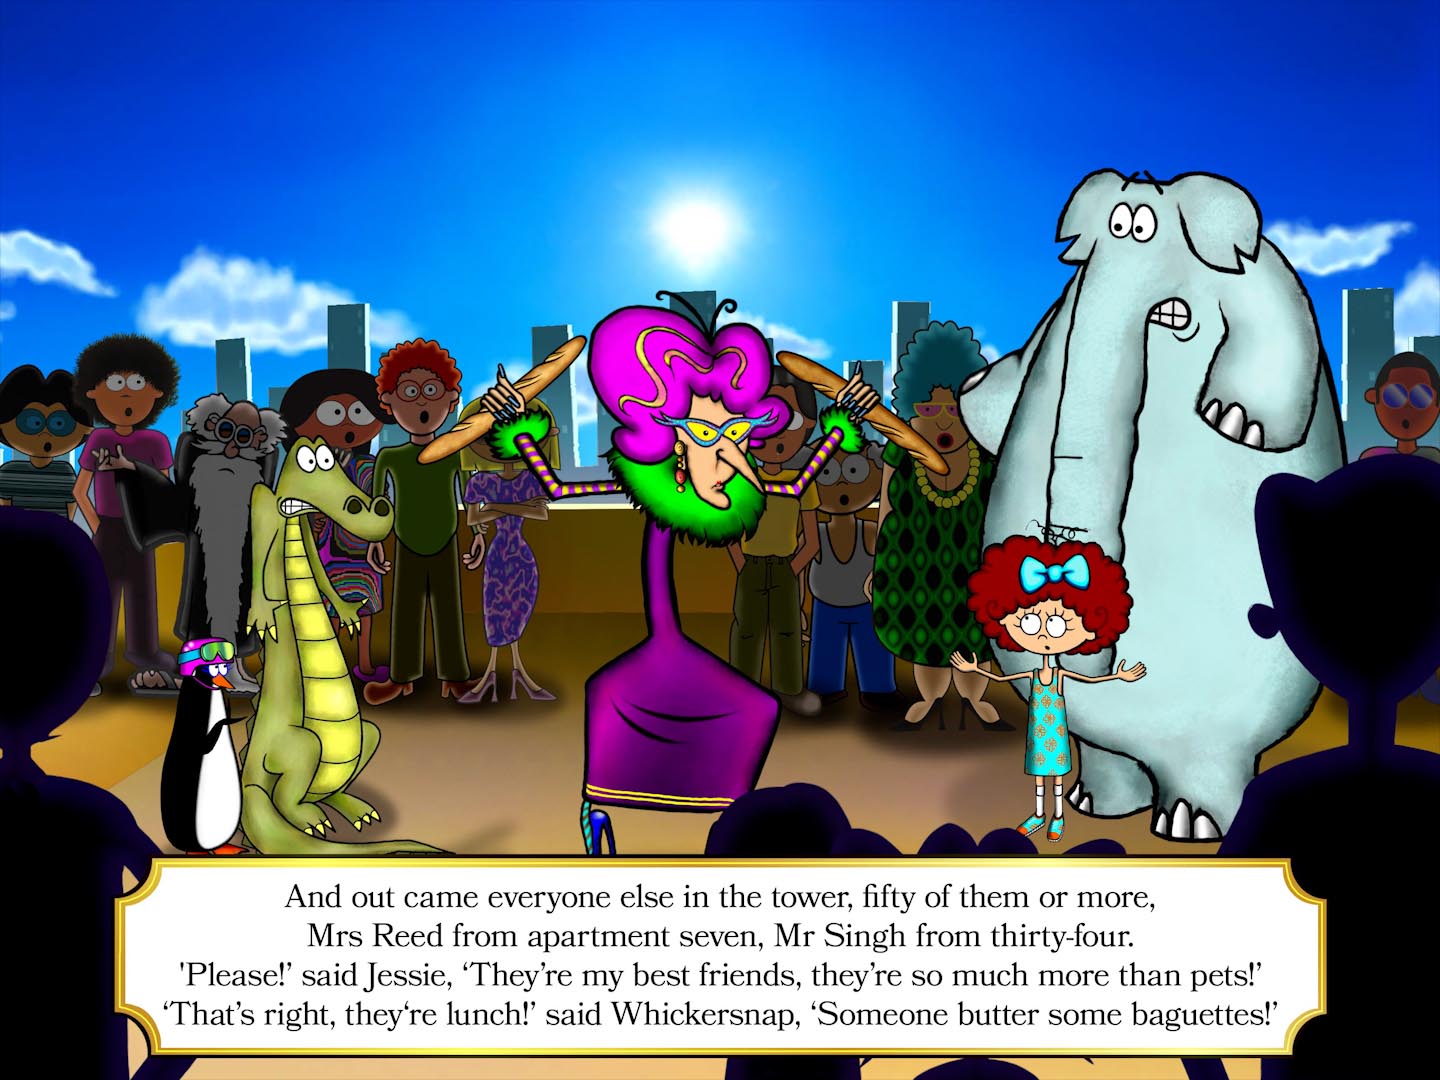 And out came everyone else in the tower, fifty of them or more,
Mrs Reed from apartment seven, Mr Singh from thirty-four.
'Please!’ said Jessie, ‘They’re my best friends, they’re so much more than pets!’
‘That’s right, they‘re lunch!’ said Whickersnap, ‘Someone butter some baguettes!’